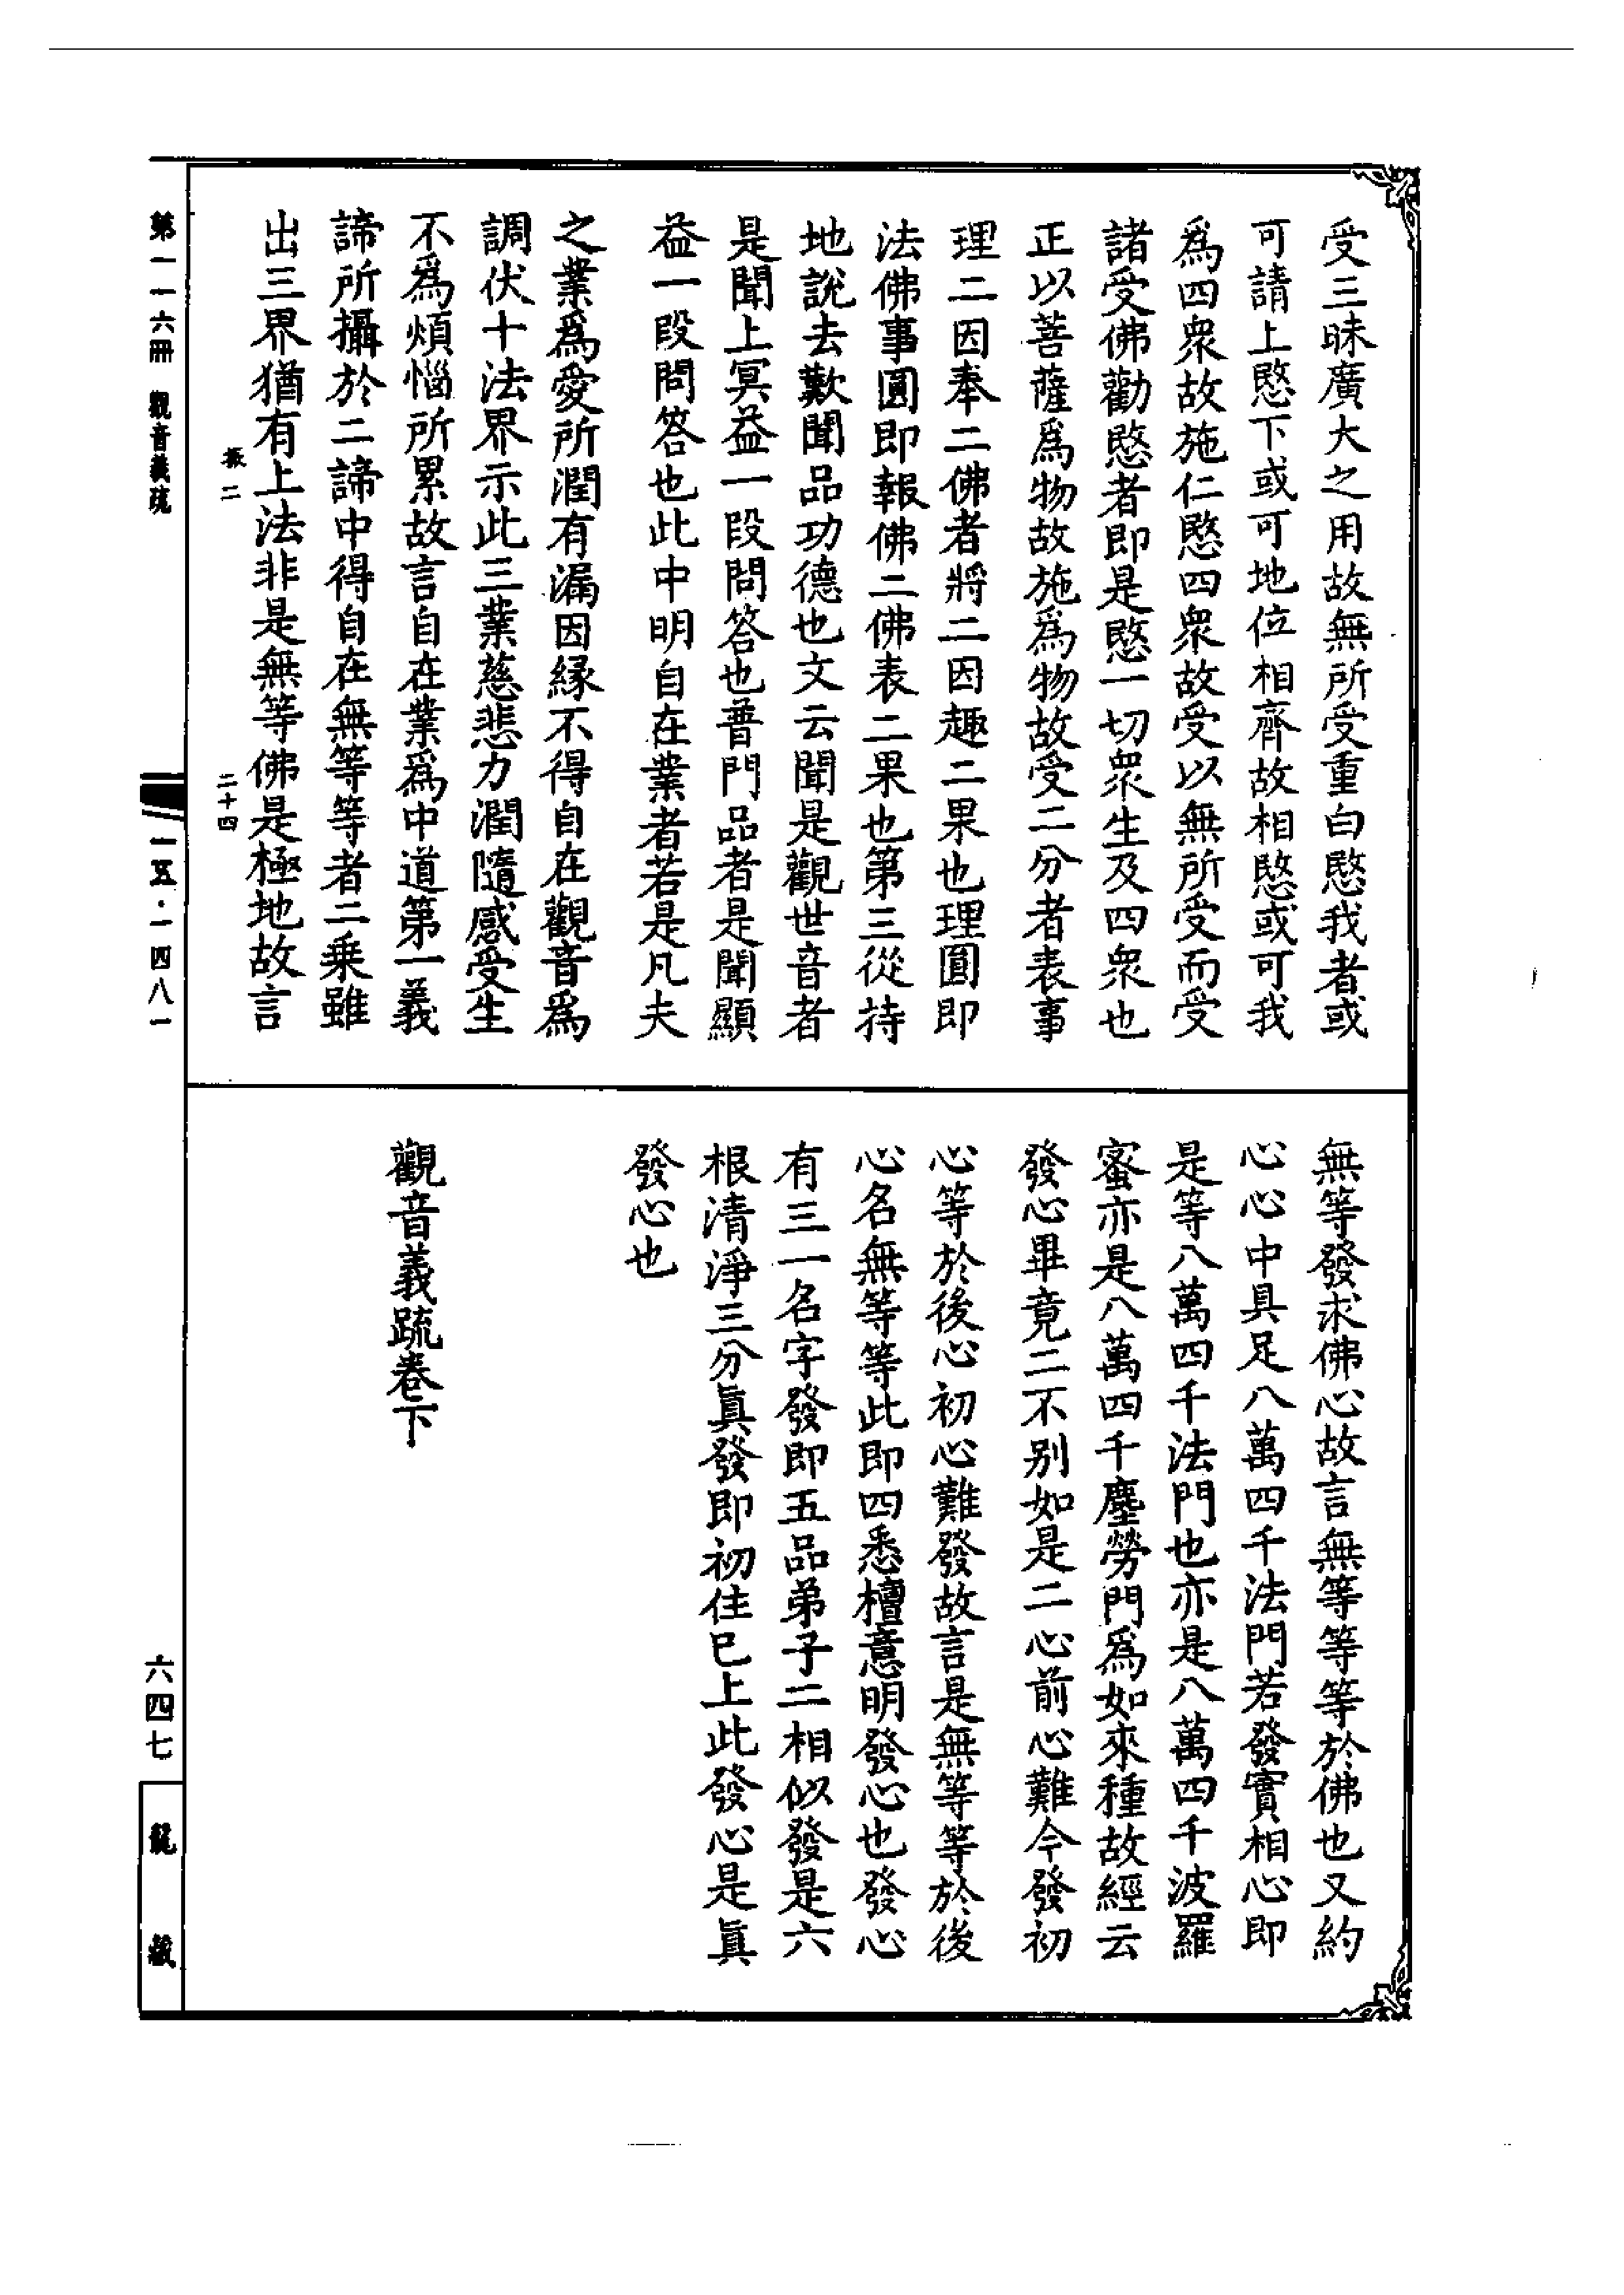 受三昧廣大之用故無所受重白愍我者或
可請上愍下或可地位相齊故相愍或可我
爲四衆故施仁愍四衆故受以無所受而受
諸受佛勸愍者即是愍一切衆生及四衆也
正以菩薩爲物故施爲物故受二分者表事
理二因奉二佛者將二因趣二果也理圓即
法佛事圓即報佛二佛表二果也第三從持
地說去歎聞品功德也文云聞是觀世音者
是聞上冥益一段問答也普門品者是聞顯
益一段問答也此中明自在業者若是凡夫
之業爲愛所潤有漏因緣不得自在觀音爲
調伏十法界示此三業慈悲力潤隨感受生
不爲煩惱所累故言自在業爲中道第一義
諦所攝於二諦中得自在無等等者二乘雖
出三界猶有上法非是無等佛是極地故言
無等發求佛心故言無等等等於佛也又約
心心中具足八萬四千法門若發實相心即
是等八萬四千法門也亦是八萬四千波羅
蜜亦是八萬四千塵勞門爲如來種故經云
發心畢竟二不別如是二心前心難今發初
心等於後心初心難發故言是無等等於後
心名無等等此即四悉檀意明發心也發心
有三一名字發即五品弟子二相似發是六
根清淨三分眞發即初住巳上此發心是眞
發心也
觀音義疏卷下
振二
二十四
第一一六冊 觀音義疏
一五·一四八一
六四七
龍藏